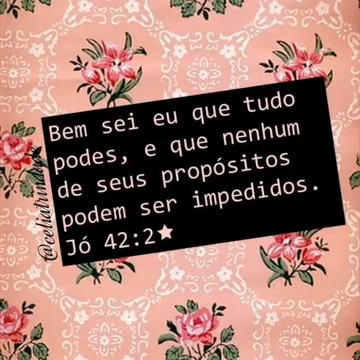 Bem sei eu que tudo
podes, e que nenhum
de seus propósitos
podem ser impedidos.
Jó 42:2